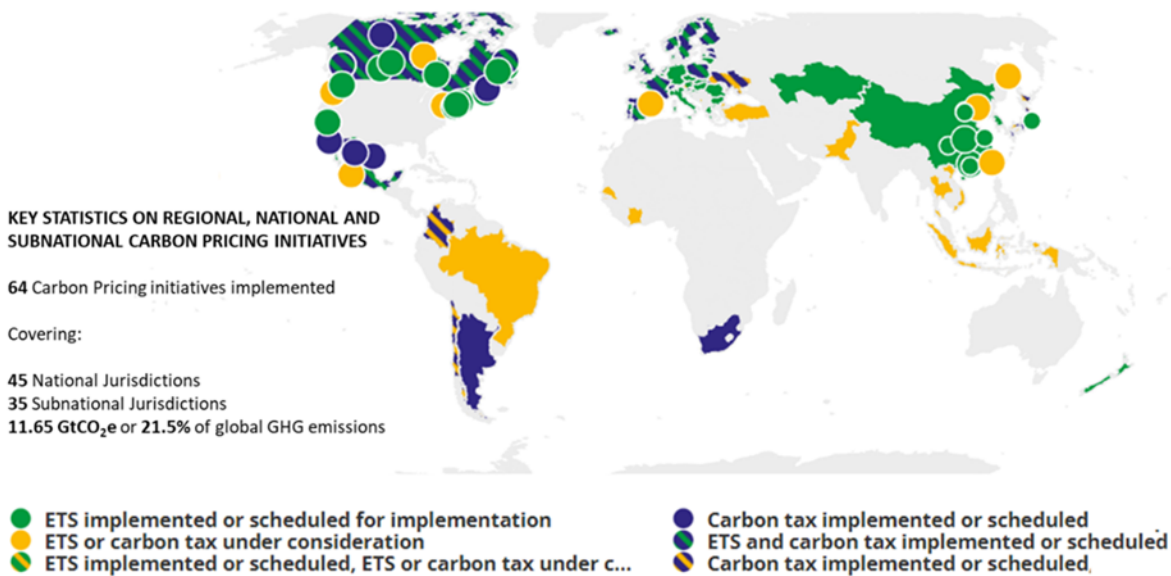 KEY STATISTICS ON REGIONAL, NATIONAL AND
SUBNATIONAL CARBON PRICING INITIATIVES
64 Carbon Pricing initiatives implemented
Covering:
45 National Jurisdictions
35 Subnational Jurisdictions
11.65 GtCO₂e or 21.5% of global GHG emissions
ETS implemented or scheduled for implementation
ETS or carbon tax under consideration
ETS implemented or scheduled, ETS or carbon tax under c...
Carbon tax implemented or scheduled
ETS and carbon tax implemented or scheduled
Carbon tax implemented or scheduled,